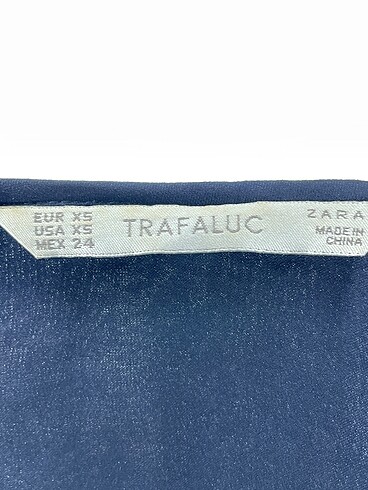 EUR XS
USA XS
MEX 24
TRAFALUC
ZARA
MADE IN
CHINA